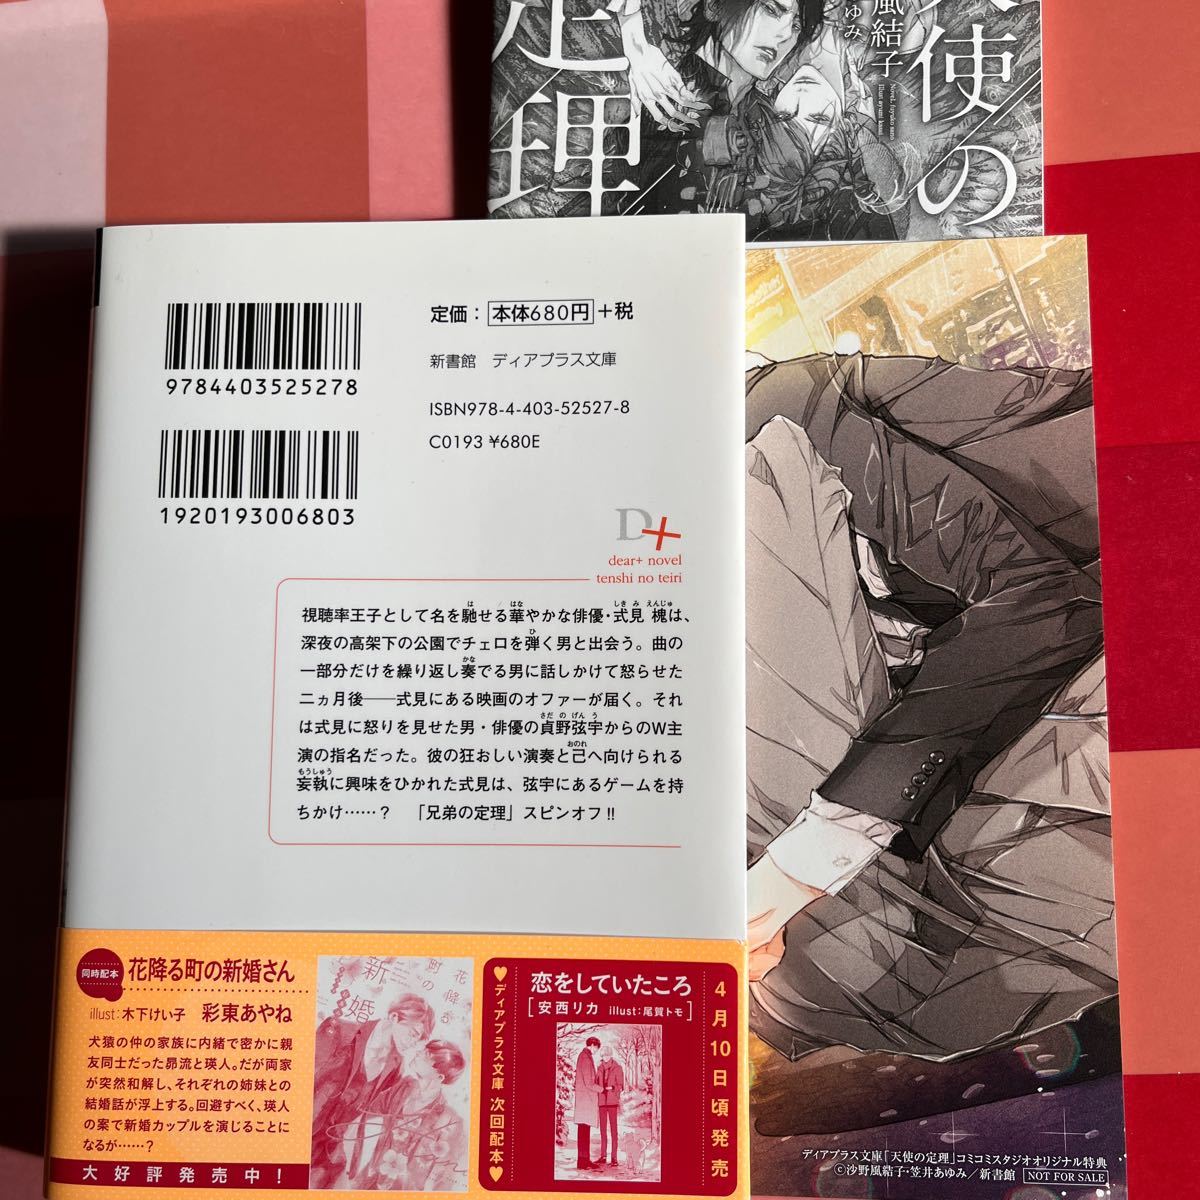 天使の
定理
風結子
ゆみ
Novel. fuyuko sano
Illust. ayumi kasai
9784403525278
1920193006803
定価：本体680円+税
新書館 ディアプラス文庫
ISBN978-4-403-52527-8
C0193 ¥680E
D+
dear+ novel
tenshi no teiri
視聴率王子として名を馳せる華やかな俳優・式見 槐は、
深夜の高架下の公園でチェロを弾く男と出会う。曲の
一部分だけを繰り返し奏でる男に話しかけて怒らせた
二ヵ月後──式見にある映画のオファーが届く。それ
は式見に怒りを見せた男・俳優の貞野弦宇からのW主
演の指名だった。彼の狂おしい演奏と己へ向けられる
妄執に興味をひかれた式見は、弦宇にあるゲームを持
ちかけ……？ 「兄弟の定理」スピンオフ!!
同時配本
花降る町の新婚さん
illust：木下けい子 彩東あやね
犬猿の仲の家族に内緒で密かに親
友同士だった昴流と瑛人。だが両家
が突然和解し、それぞれの姉妹との
結婚話が浮上する。回避すべく、瑛人
の案で新婚カップルを演じることに
なるが……？
大好評発売中！
花降る
町の
新婚
♥ディアプラス文庫 次回配本♥
恋をしていたころ
[安西リカ illust：尾賀トモ]
4月10日頃発売
ディアプラス文庫「天使の定理」コミコミスタジオオリジナル特典
©沙野風結子・笠井あゆみ／新書館 NOT FOR SALE